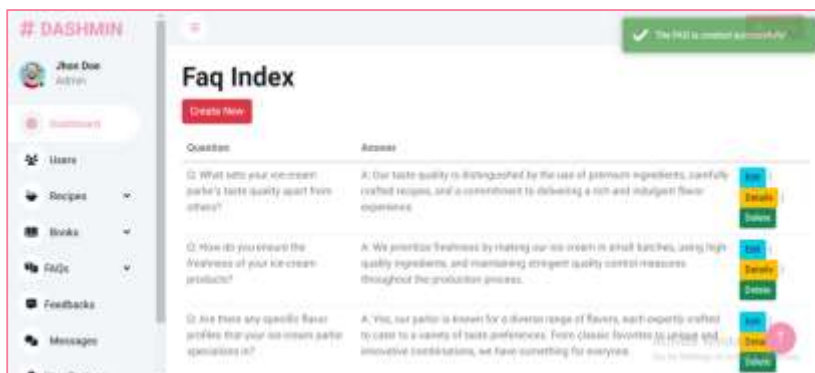 # DASHMIN
Jhon Doe
Admin
Dashboard
Users
Recipes
Books
FAQs
Feedbacks
Messages
The FAQ is created successfully
Faq Index
Create New
Question
Answer
Q: What sets your ice cream
parlor's taste quality apart from
others?
A: Our taste quality is distinguished by the use of premium ingredients, carefully
crafted recipes, and a commitment to delivering a rich and indulgent flavor
experience.
Edit |
Details |
Delete
Q: How do you ensure the
freshness of your ice cream
products?
A: We prioritize freshness by making our ice cream in small batches, using high
quality ingredients, and maintaining stringent quality control measures
throughout the production process.
Edit |
Details |
Delete
Q: Are there any specific flavor
profiles that your ice cream parlor
specializes in?
A: Yes, our parlor is known for a diverse range of flavors, each expertly crafted
to cater to a variety of taste preferences. From classic favorites to unique and
innovative combinations, we have something for everyone.
Edit |
Details
Delete